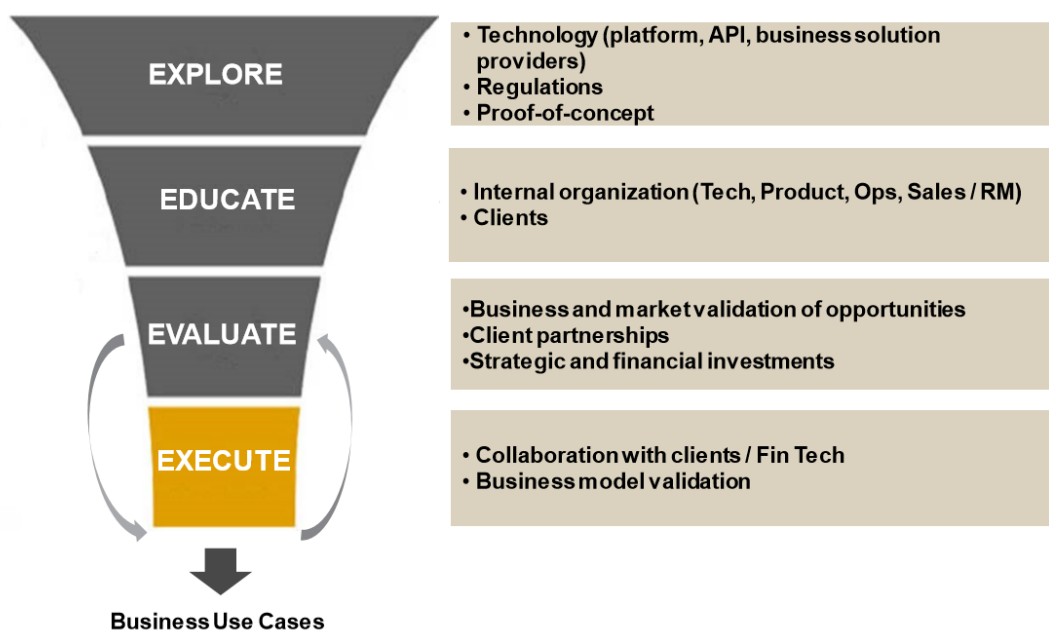 EXPLORE
• Technology (platform, API, business solution
providers)
• Regulations
• Proof-of-concept
EDUCATE
• Internal organization (Tech, Product, Ops, Sales / RM)
• Clients
EVALUATE
•Business and market validation of opportunities
•Client partnerships
•Strategic and financial investments
EXECUTE
• Collaboration with clients / Fin Tech
• Business model validation
Business Use Cases